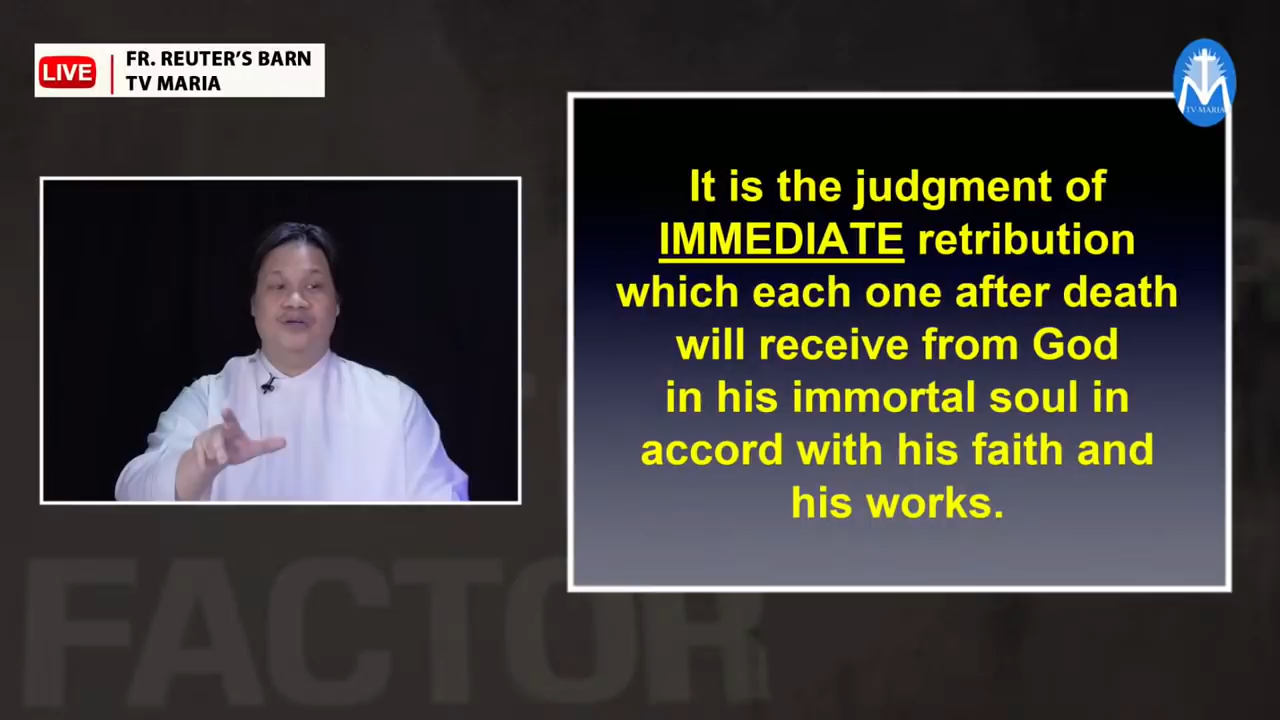 LIVE
FR. REUTER'S BARN
TV MARIA
TV MARIA
It is the judgment of
IMMEDIATE retribution
which each one after death
will receive from God
in his immortal soul in
accord with his faith and
his works.
FACTOR